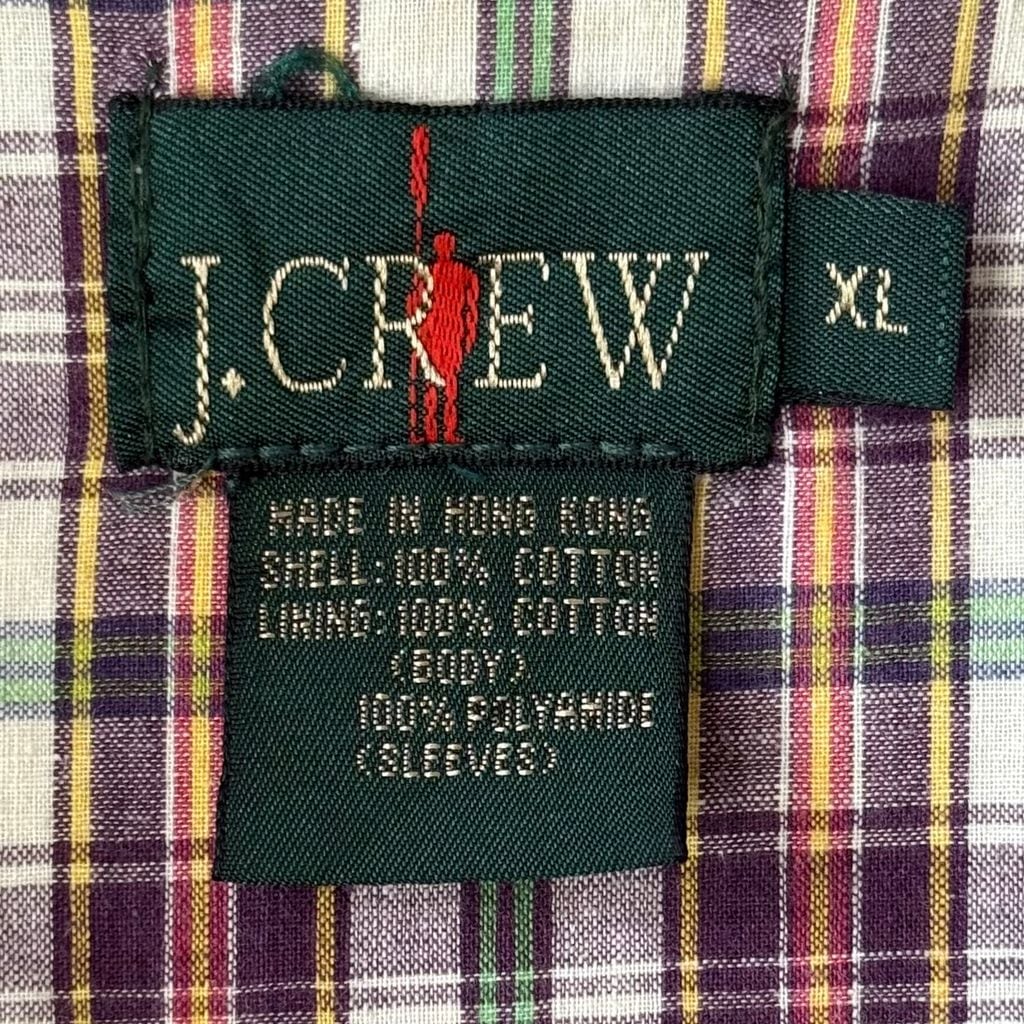 J.CREW
XL
MADE IN HONG KONG
SHELL:100% COTTON
LINING:100% COTTON
(BODY)
100% POLYAMIDE
(SLEEVES)